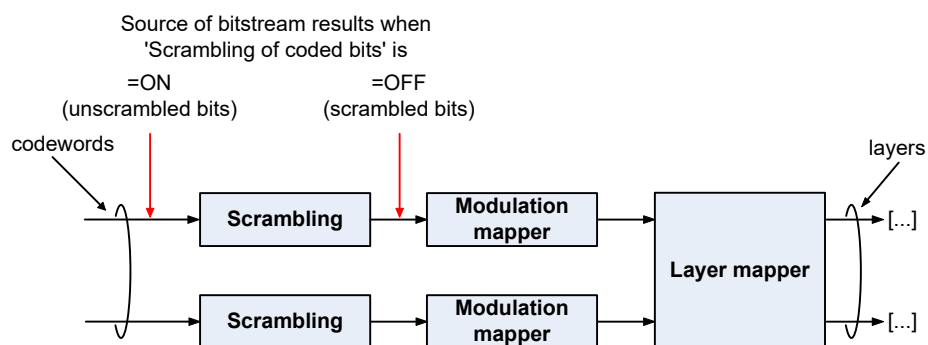 Source of bitstream results when
'Scrambling of coded bits' is
=ON
(unscrambled bits)
=OFF
(scrambled bits)
codewords
layers
Scrambling
Modulation
mapper
Layer mapper
[...]
Scrambling
Modulation
mapper
[...]